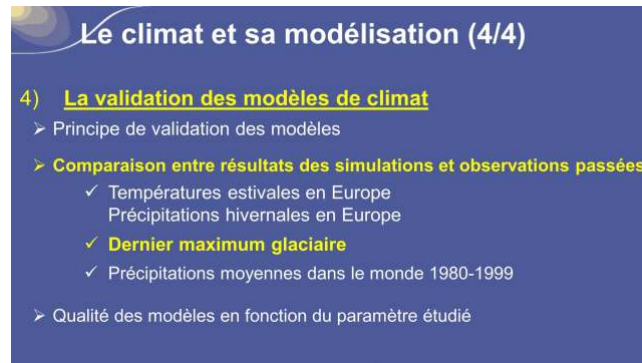 Le climat et sa modélisation (4/4)
4) La validation des modèles de climat
➢ Principe de validation des modèles
➢ Comparaison entre résultats des simulations et observations passées
✓ Températures estivales en Europe
Précipitations hivernales en Europe
✓ Dernier maximum glaciaire
✓ Précipitations moyennes dans le monde 1980-1999
➢ Qualité des modèles en fonction du paramètre étudié